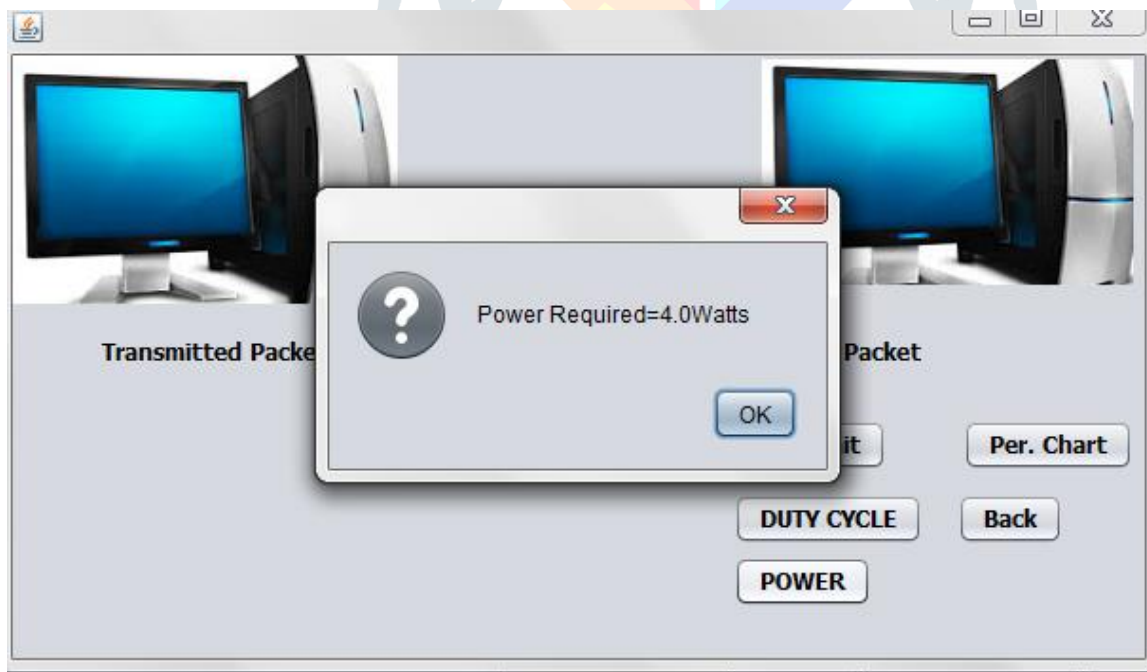 Power Required=4.0Watts
Transmitted Packe
Packet
OK
it
Per. Chart
DUTY CYCLE
Back
POWER